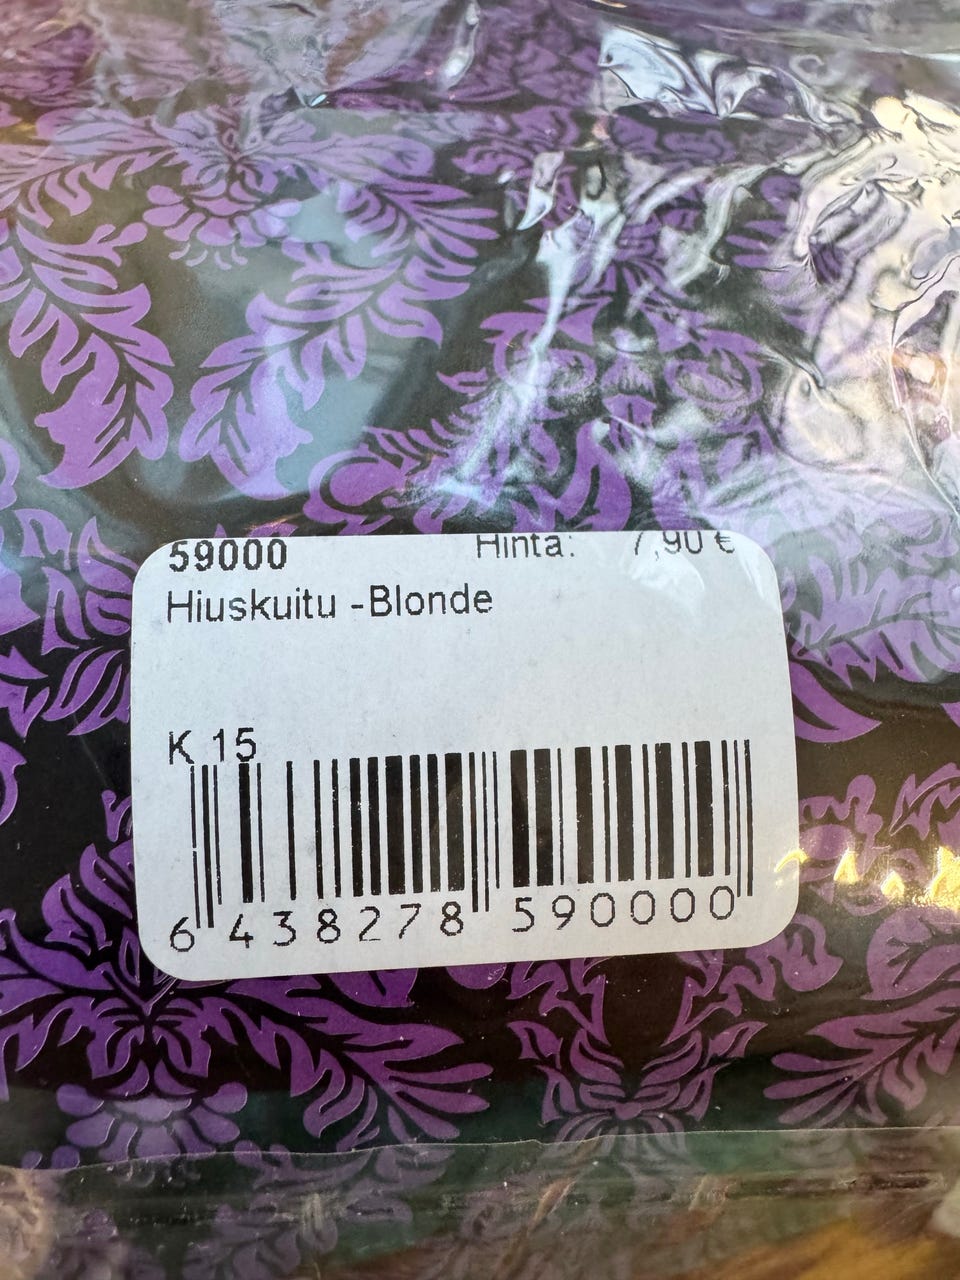 59000 Hinta: 7,90 €
Hiuskuitu -Blonde
K 15
6 438278 590000